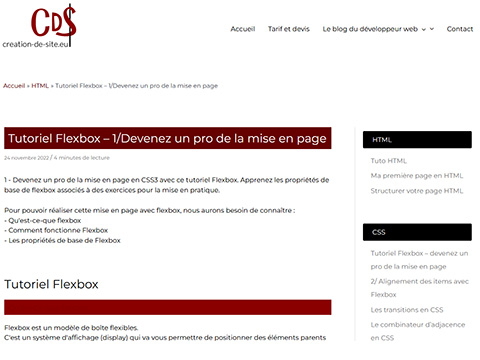 CDS
creation-de-site.eu
Accueil Tarif et devis Le blog du développeur web Contact
Accueil » HTML » Tutoriel Flexbox – 1/Devenez un pro de la mise en page
Tutoriel Flexbox – 1/Devenez un pro de la mise en page
24 novembre 2022 / 4 minutes de lecture
1 - Devenez un pro de la mise en page en CSS3 avec ce tutoriel Flexbox. Apprenez les propriétés de
base de flexbox associés à des exercices pour la mise en pratique.
Pour pouvoir réaliser cette mise en page avec flexbox, nous aurons besoin de connaître :
- Qu'est-ce-que flexbox
- Comment fonctionne Flexbox
- Les propriétés de base de Flexbox
Tutoriel Flexbox
Flexbox est un modèle de boîte flexibles.
C'est un système d'affichage (display) qui va vous permettre de positionner des éléments parents
HTML
Tuto HTML
Ma première page en HTML
Structurer votre page HTML
CSS
Tutoriel Flexbox – devenez un
pro de la mise en page
2/ Alignement des items avec
Flexbox
Les transitions en CSS
Le combinateur d'adjacence
en CSS